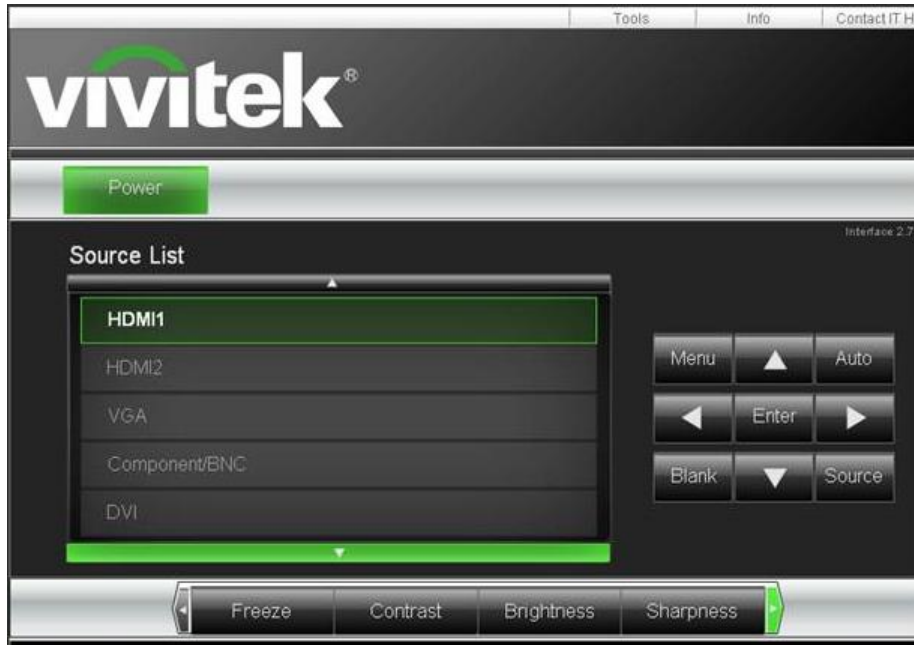 Tools Info Contact IT H
vivitek®
Power
Interface 2.7
Source List
HDMI1
HDMI2
VGA
Component/BNC
DVI
Menu Auto
Enter
Blank Source
Freeze Contrast Brightness Sharpness